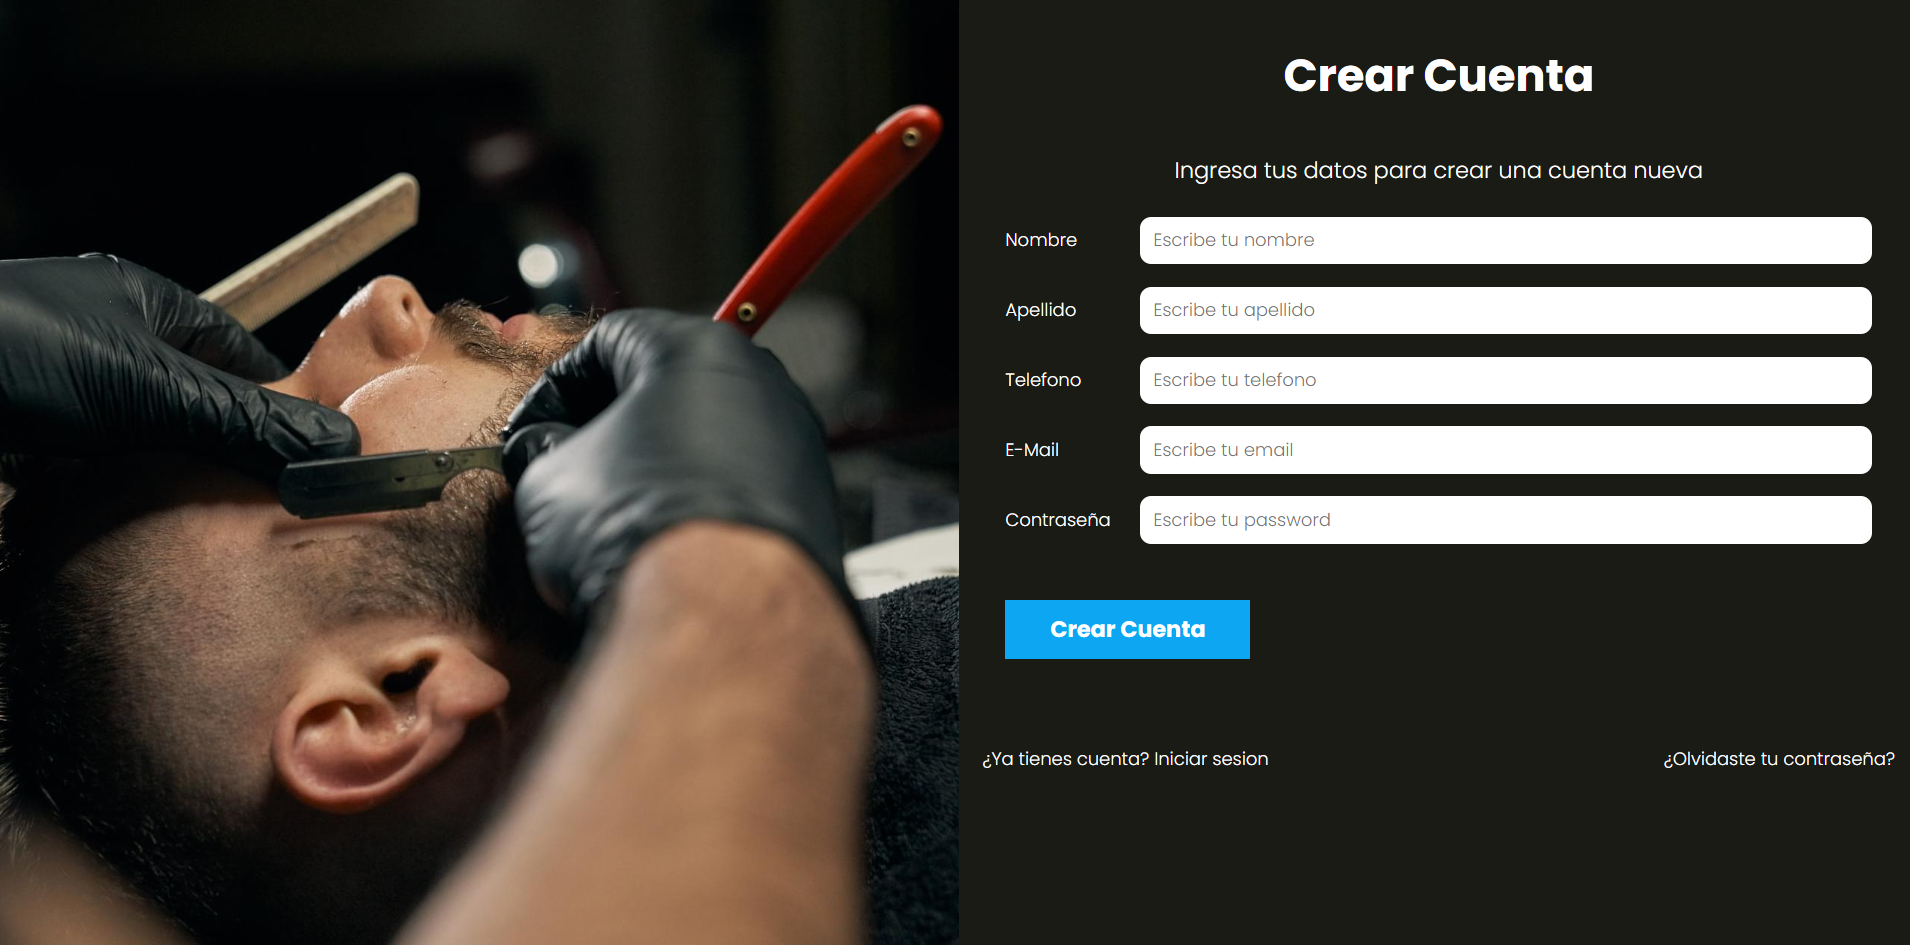 Crear Cuenta
Ingresa tus datos para crear una cuenta nueva
Nombre Escribe tu nombre
Apellido Escribe tu apellido
Telefono Escribe tu telefono
E-Mail Escribe tu email
Contraseña Escribe tu password
Crear Cuenta
¿Ya tienes cuenta? Iniciar sesion ¿Olvidaste tu contraseña?